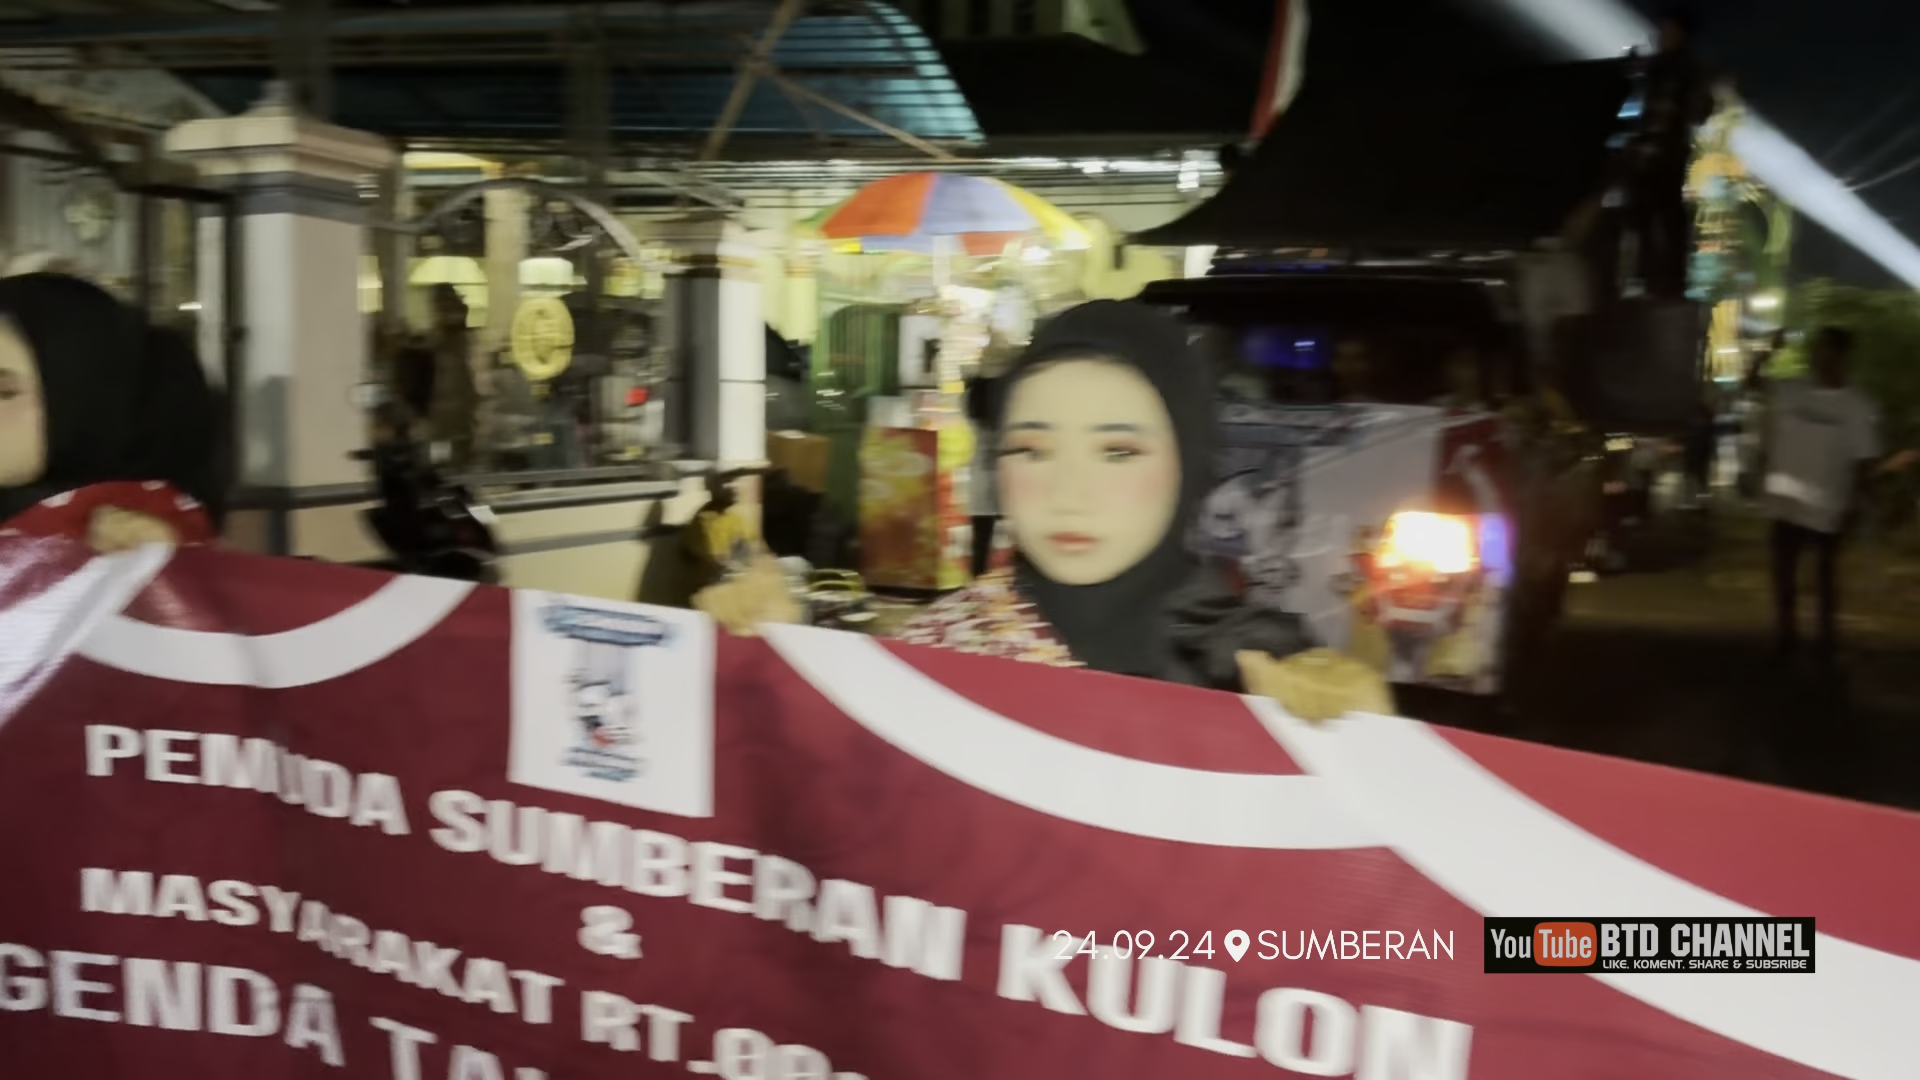 PEMUDA SUMBERAN KULON
&
MASYARAKAT RT.
GENDA
24.09.24 SUMBERAN
YouTube BTD CHANNEL
LIKE. KOMENT. SHARE & SUBSRIBE